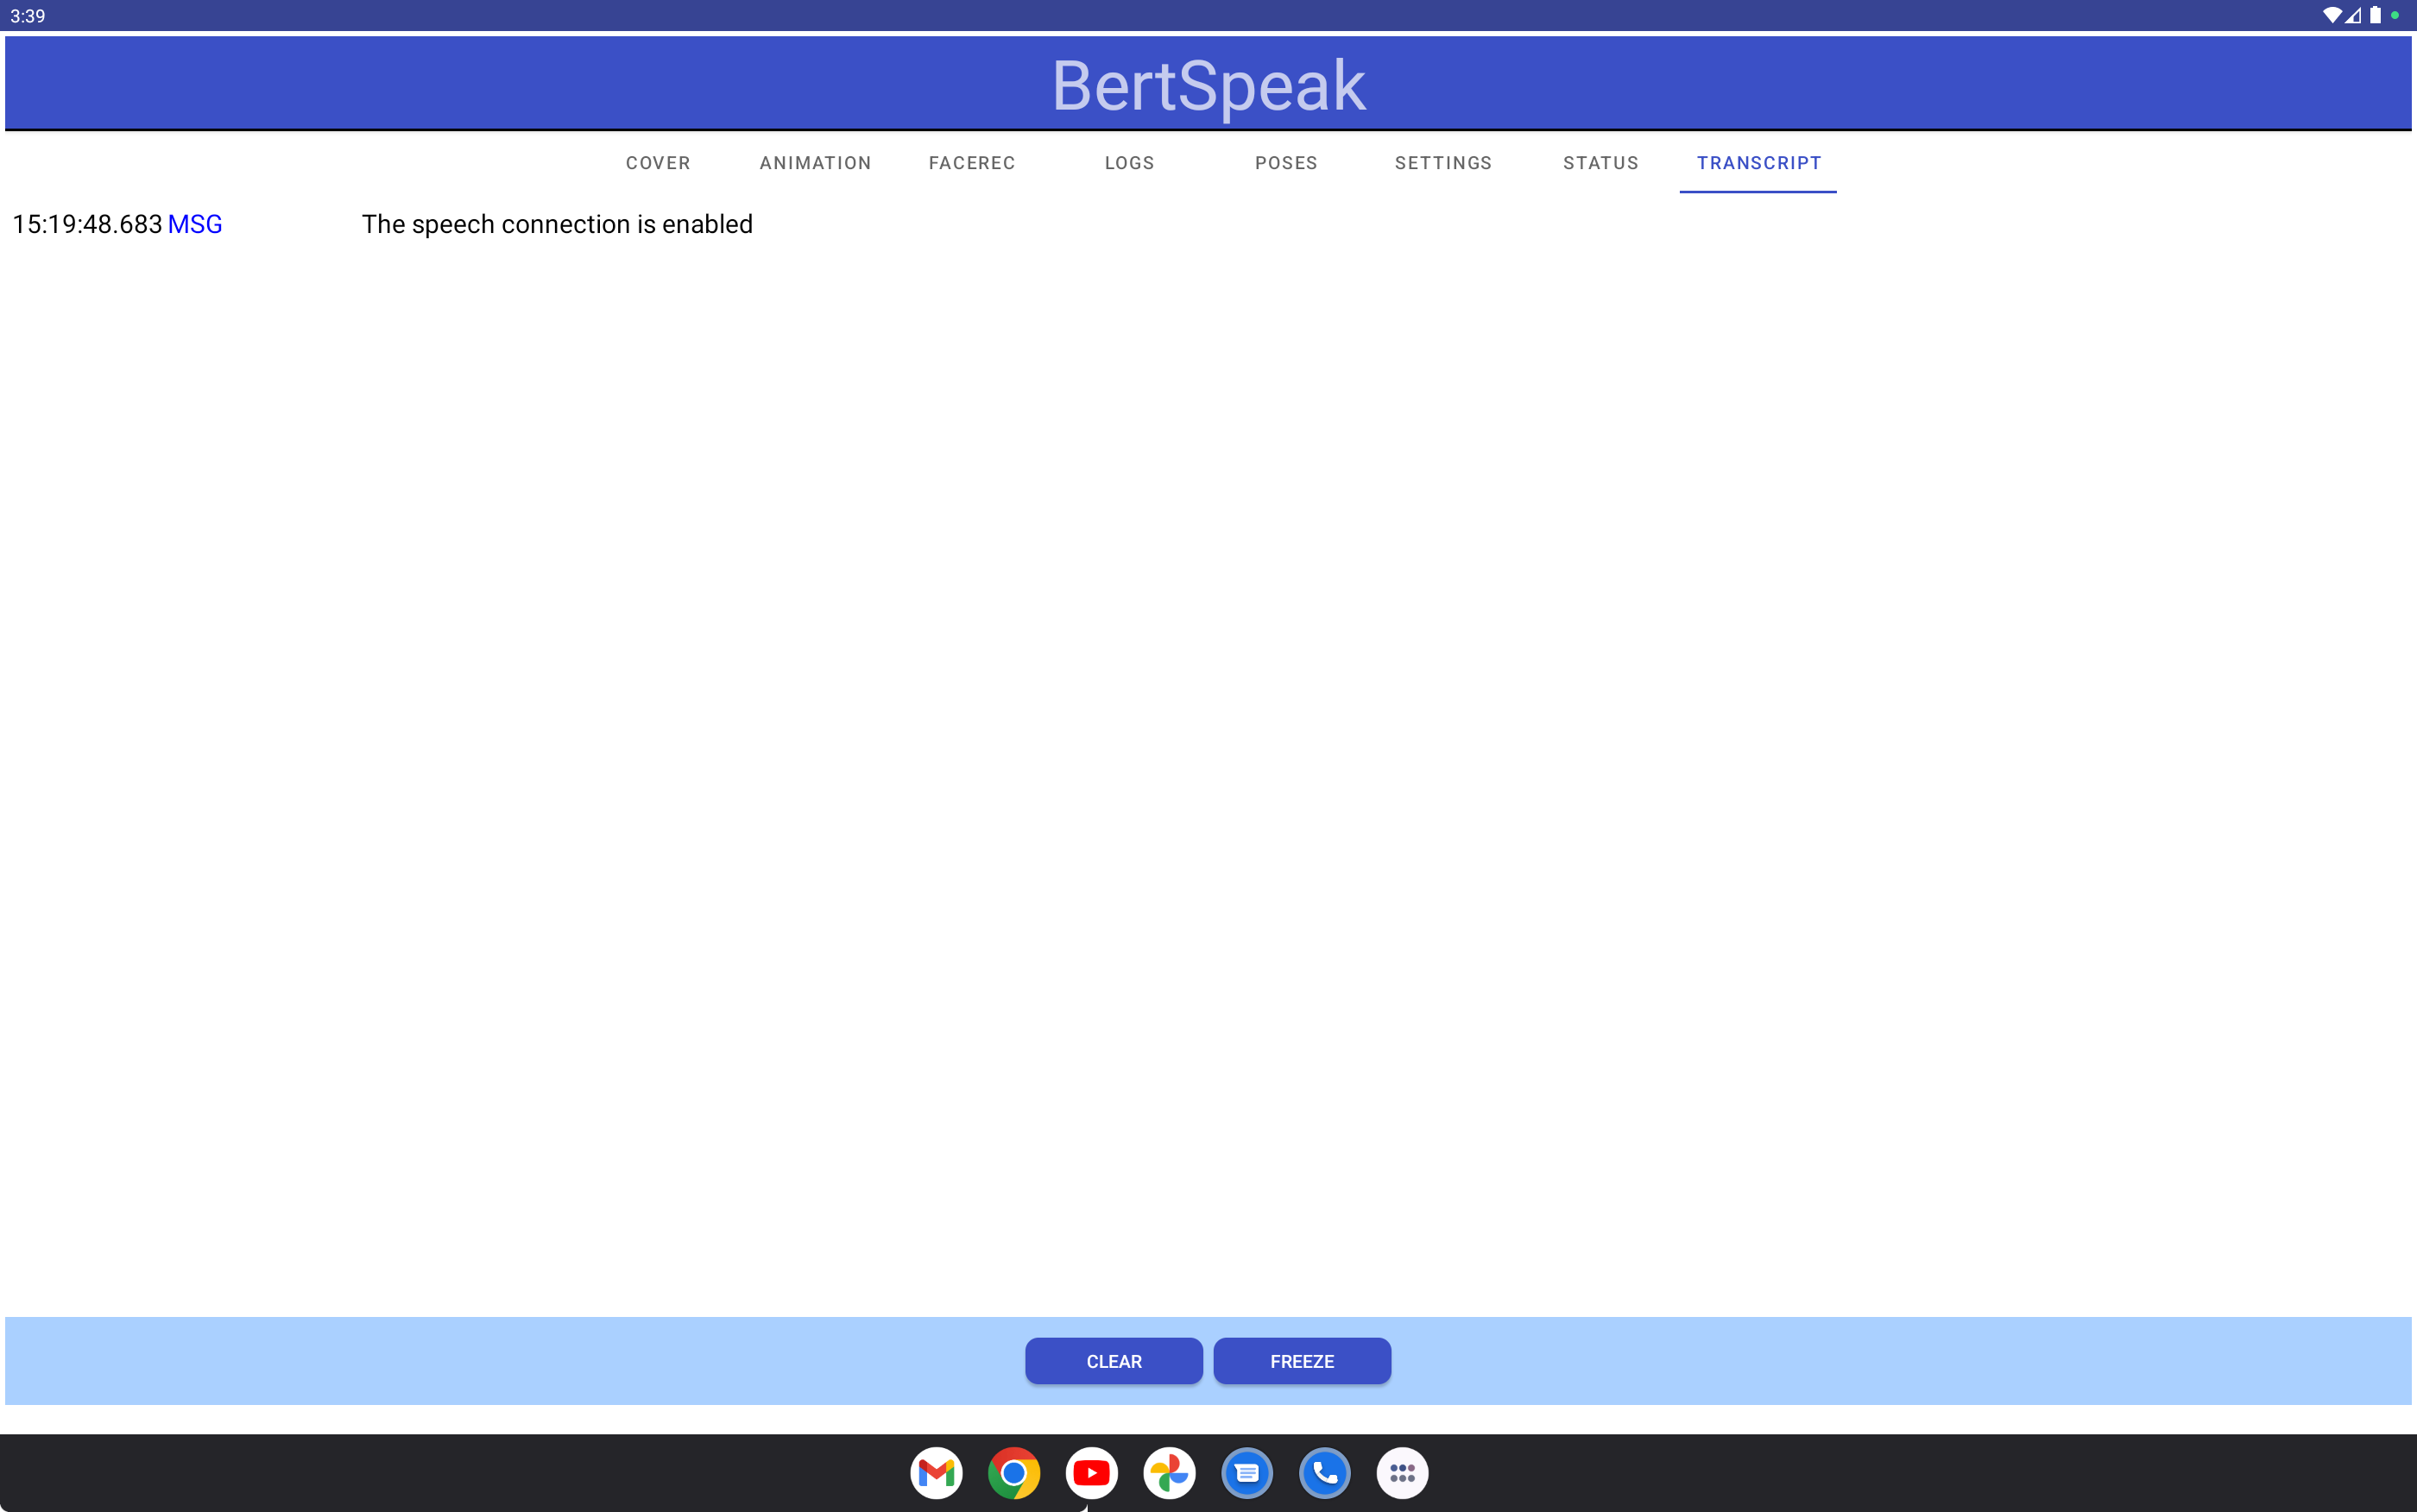 3:39
BertSpeak
COVER ANIMATION FACEREC LOGS POSES SETTINGS STATUS TRANSCRIPT
15:19:48.683 MSG The speech connection is enabled
CLEAR FREEZE